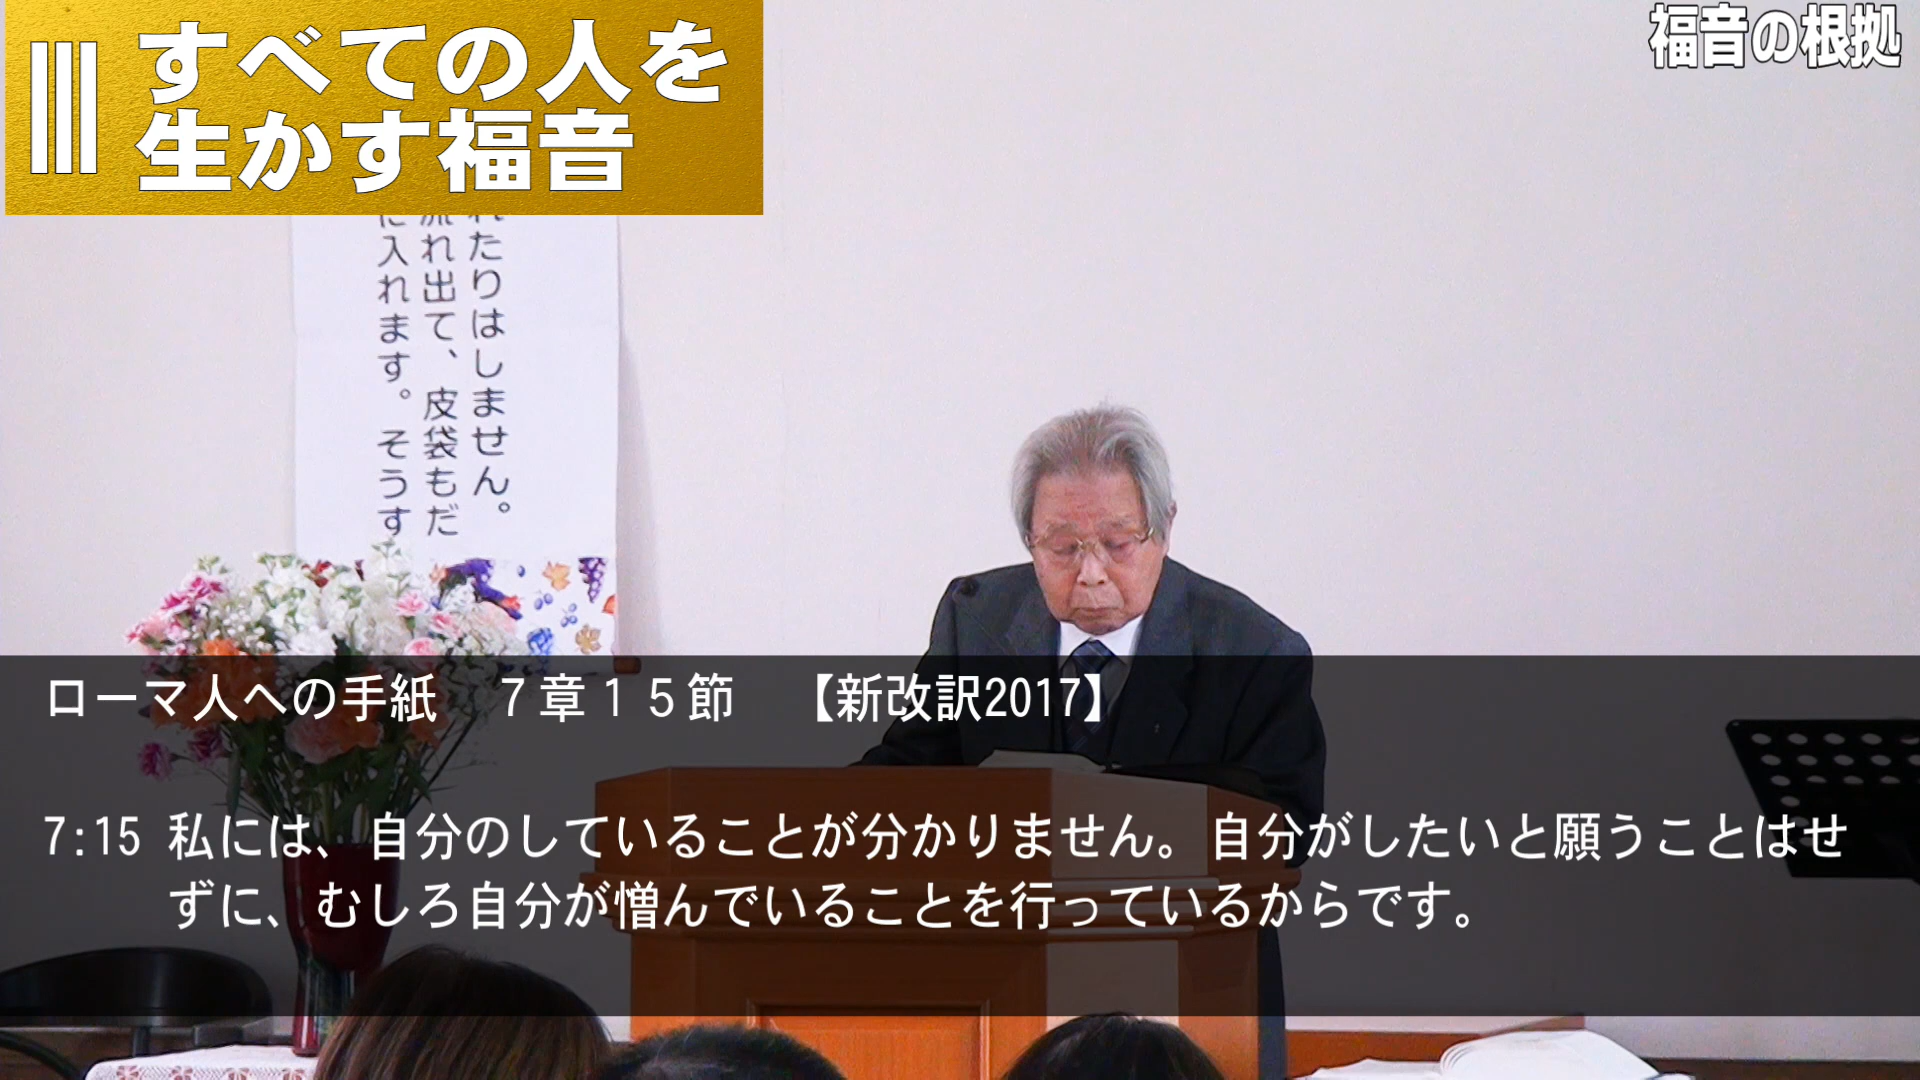 すべての人を
生かす福音
福音の根拠
たりはしません。
れ出て、皮袋もだ
に入れます。そうす
ローマ人への手紙　７章１５節　【新改訳2017】
7:15 私には、自分のしていることが分かりません。自分がしたいと願うことはせ
ずに、むしろ自分が憎んでいることを行っているからです。